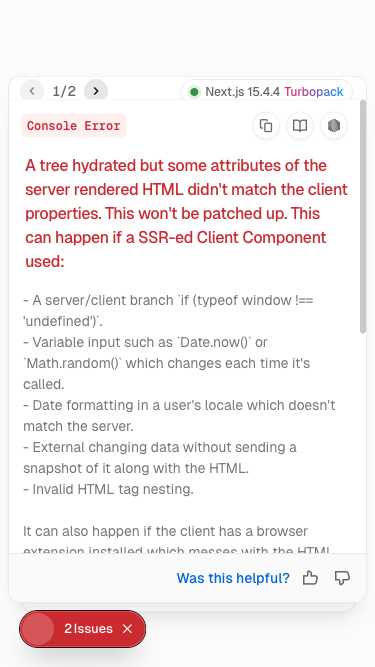 1/2
Next.js 15.4.4 Turbopack
Console Error
A tree hydrated but some attributes of the
server rendered HTML didn't match the client
properties. This won't be patched up. This
can happen if a SSR-ed Client Component
used:
- A server/client branch `if (typeof window !==
'undefined')`.
- Variable input such as `Date.now()` or
`Math.random()` which changes each time it's
called.
- Date formatting in a user's locale which doesn't
match the server.
- External changing data without sending a
snapshot of it along with the HTML.
- Invalid HTML tag nesting.
It can also happen if the client has a browser
extension installed which messes with the HTML
Was this helpful?
2 Issues